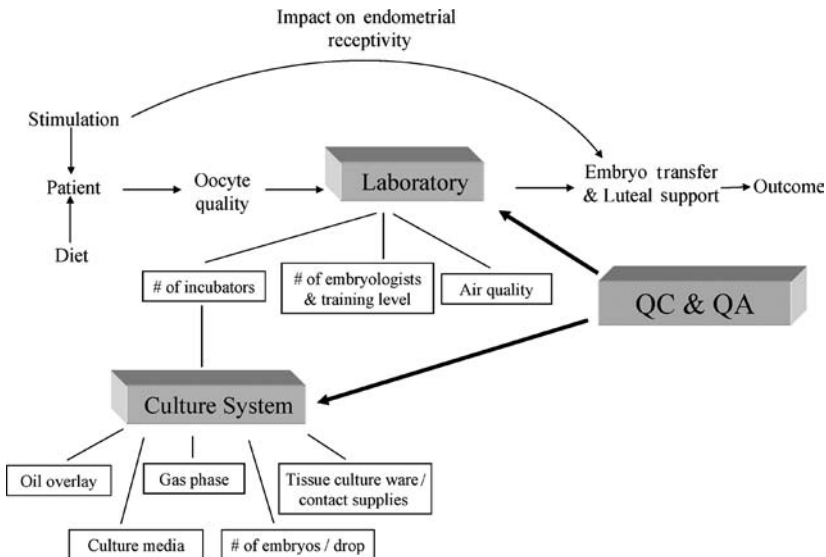 Impact on endometrial
receptivity
Stimulation
Patient
Oocyte
quality
Laboratory
Embryo transfer
& Luteal support
Outcome
Diet
# of incubators
# of embryologists
& training level
Air quality
QC & QA
Culture System
Oil overlay
Gas phase
Tissue culture ware /
contact supplies
Culture media
# of embryos / drop